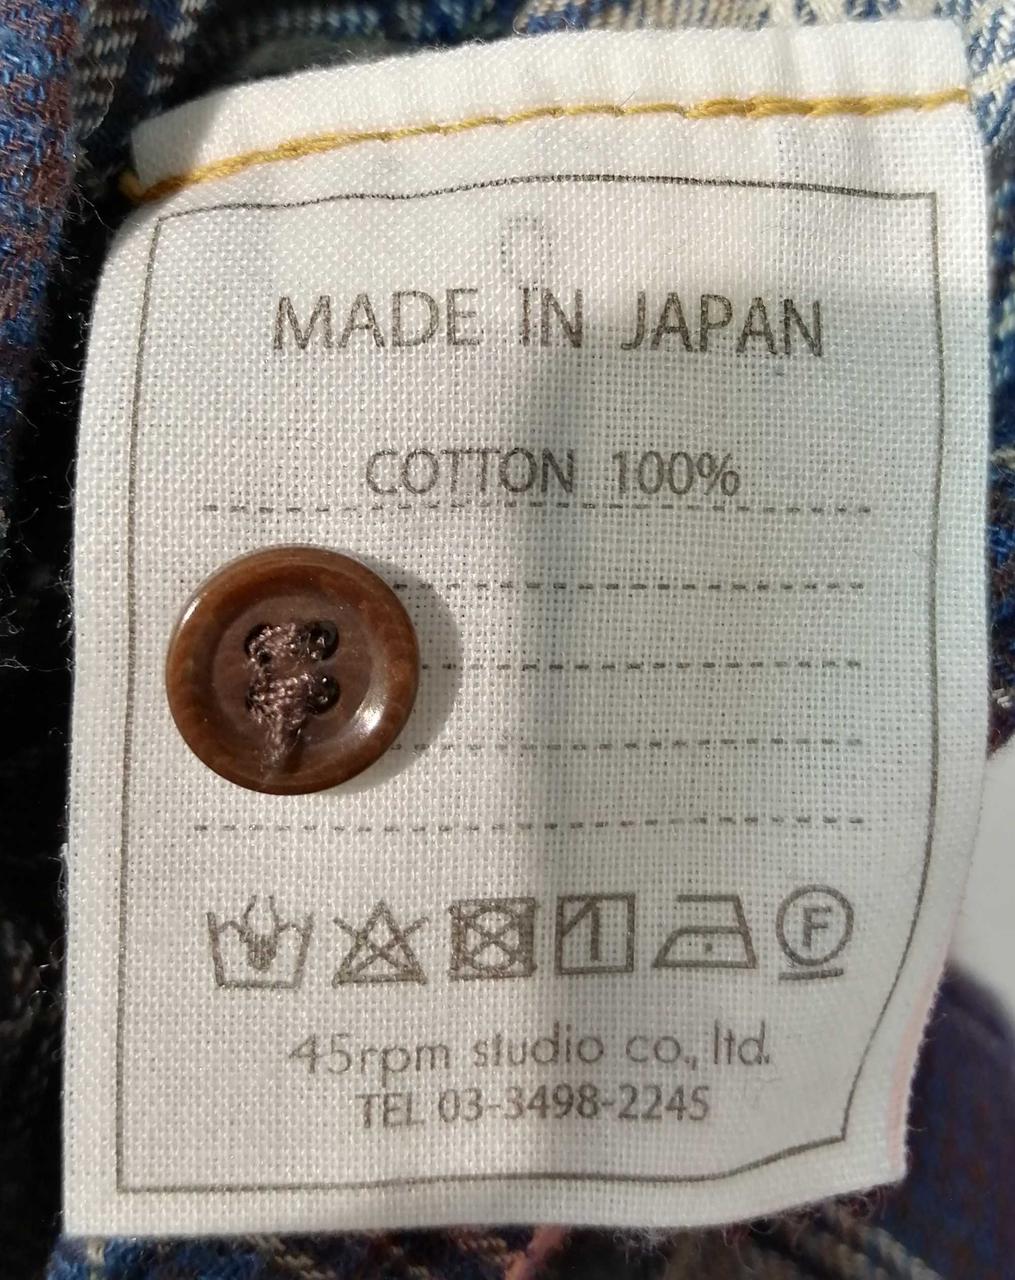 MADE IN JAPAN
COTTON 100%
F
45rpm studio co., ltd.
TEL 03-3498-2245